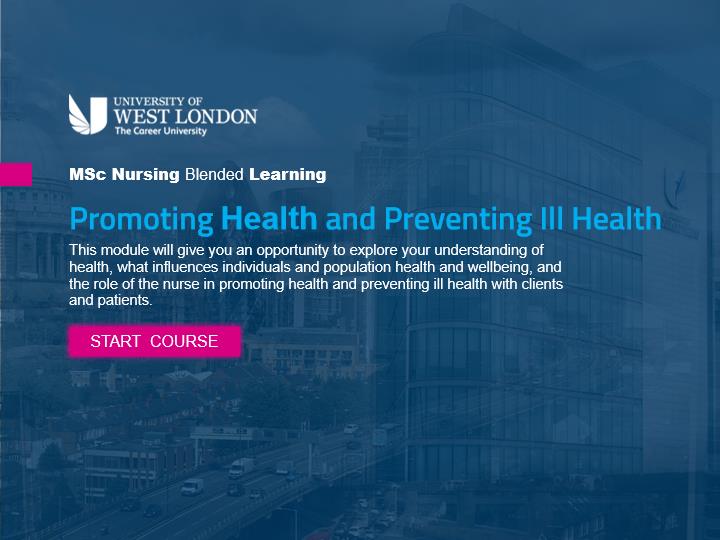 UNIVERSITY OF
WEST LONDON
The Career University
MSc Nursing Blended Learning
Promoting Health and Preventing Ill Health
This module will give you an opportunity to explore your understanding of
health, what influences individuals and population health and wellbeing, and
the role of the nurse in promoting health and preventing ill health with clients
and patients.
START COURSE